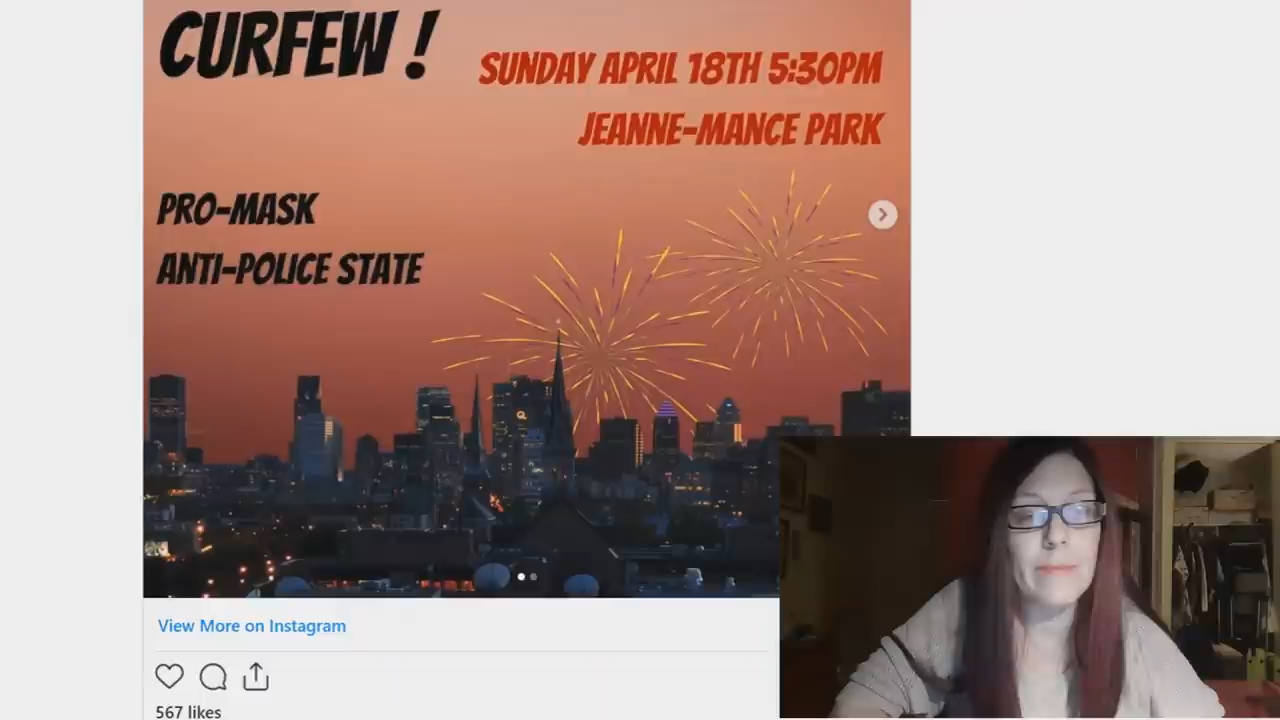 CURFEW !
SUNDAY APRIL 18TH 5:30PM
JEANNE-MANCE PARK
PRO-MASK
ANTI-POLICE STATE
View More on Instagram
567 likes